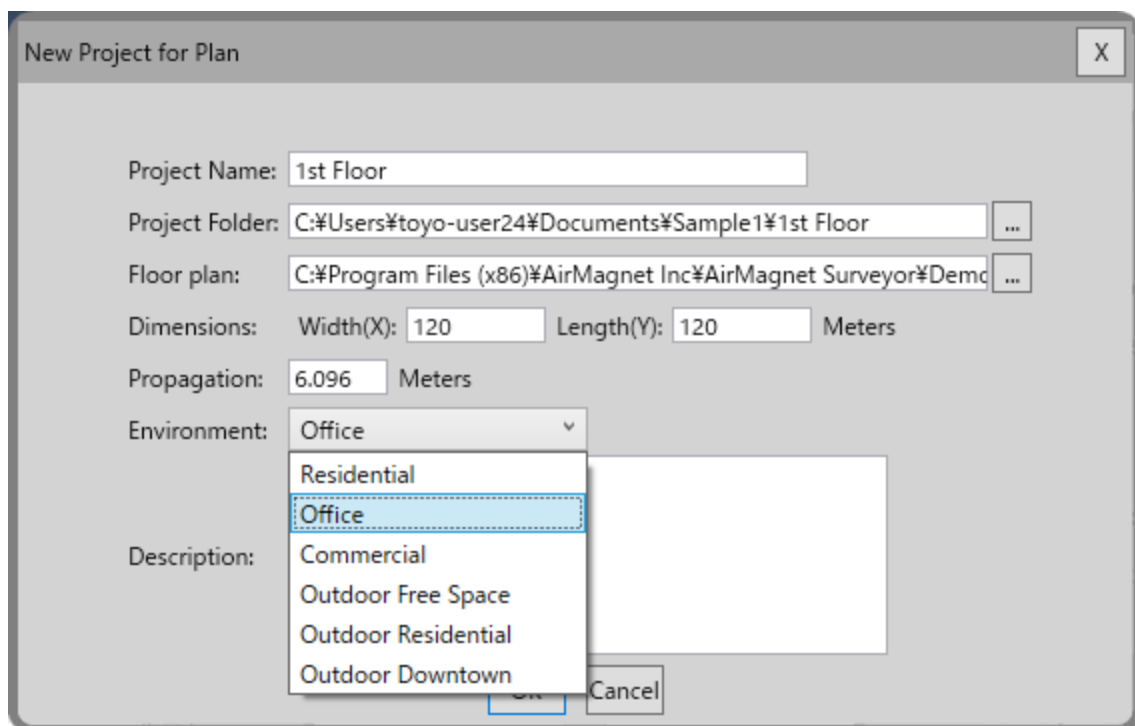 New Project for Plan X
Project Name: 1st Floor
Project Folder: C:¥Users¥toyo-user24¥Documents¥Sample1¥1st Floor ...
Floor plan: C:¥Program Files (x86)¥AirMagnet Inc¥AirMagnet Surveyor¥Demo ...
Dimensions: Width(X): 120 Length(Y): 120 Meters
Propagation: 6.096 Meters
Environment: Office
Residential
Office
Commercial
Description:
Outdoor Free Space
Outdoor Residential
Outdoor Downtown
Cancel